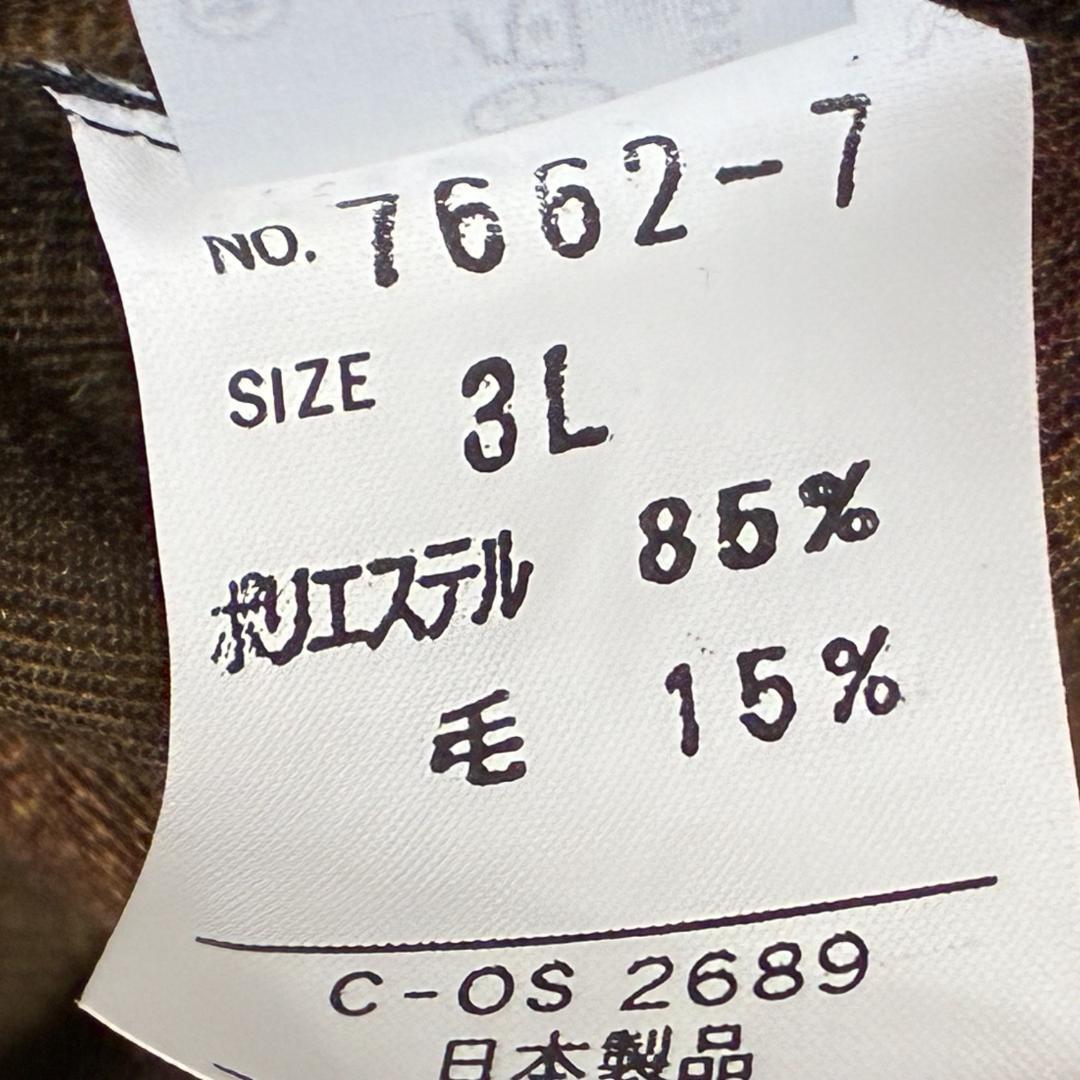 NO. 7662-7
SIZE 3L
ポリエステル 85%
毛 15%
C-OS 2689
日本製品